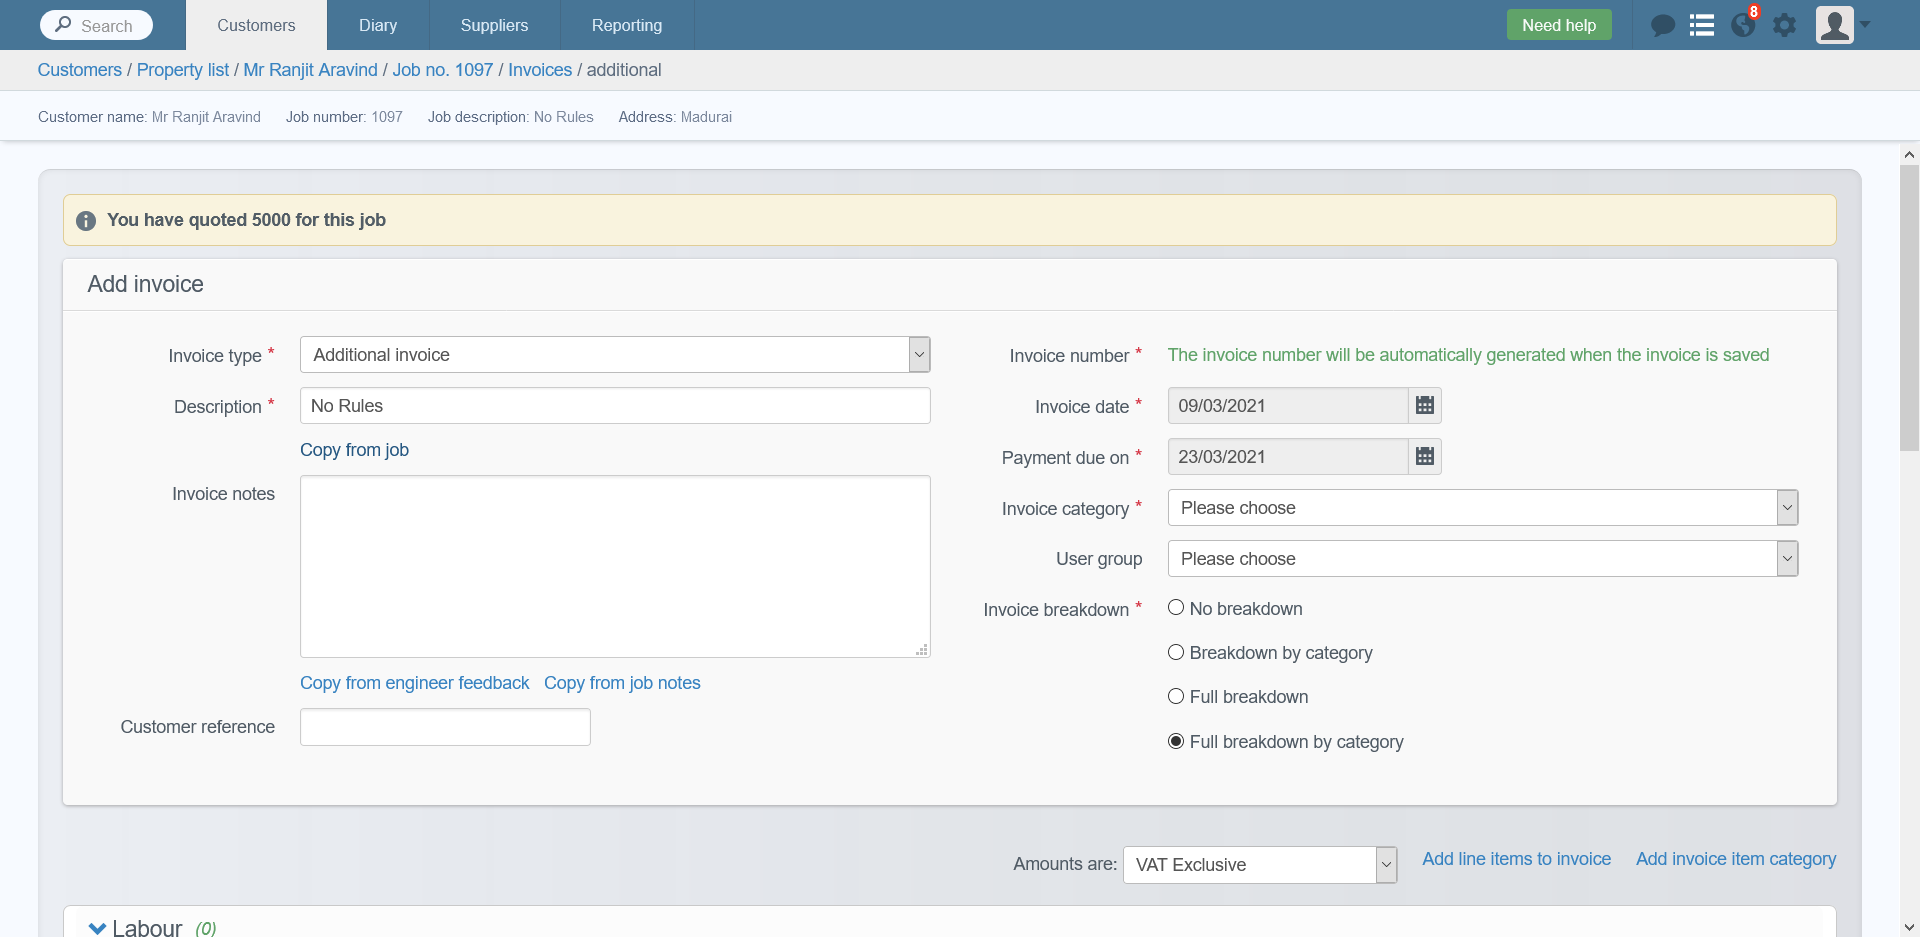 Search
Customers
Diary
Suppliers
Reporting
Need help
8
Customers / Property list / Mr Ranjit Aravind / Job no. 1097 / Invoices / additional
Customer name: Mr Ranjit Aravind Job number: 1097 Job description: No Rules Address: Madurai
You have quoted 5000 for this job
Add invoice
Invoice type *
Additional invoice
Description *
No Rules
Copy from job
Invoice notes
Copy from engineer feedback Copy from job notes
Customer reference
Invoice number *
The invoice number will be automatically generated when the invoice is saved
Invoice date *
09/03/2021
Payment due on *
23/03/2021
Invoice category *
Please choose
User group
Please choose
Invoice breakdown *
No breakdown
Breakdown by category
Full breakdown
Full breakdown by category
Amounts are: VAT Exclusive
Add line items to invoice
Add invoice item category
Labour (0)